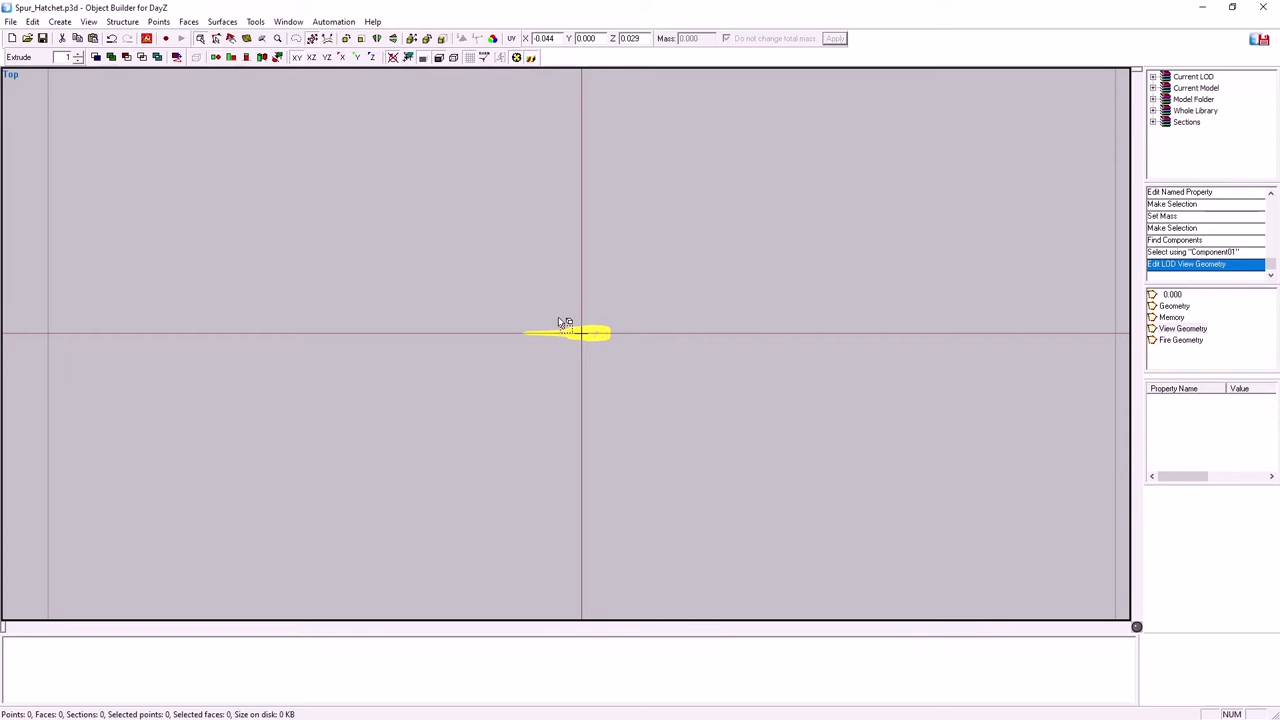 Spur_Hatchet.p3d - Object Builder for DayZ
File Edit Create View Structure Points Faces Surfaces Tools Window Automation Help
X -0.044 Y 0.000 Z 0.029 Mass: 0.000 Do not change total mass Apply
UV
Extrude 1 XY XZ YZ X Y Z
Top
Current LOD
Current Model
Model Folder
Whole Library
Sections
Edit Named Property
Make Selection
Set Mass
Make Selection
Find Components
Select using "Component01"
Edit LOD View Geometry
0.000
Geometry
Memory
View Geometry
Fire Geometry
Property Name Value
Points: 0, Faces: 0, Sections: 0, Selected points: 0, Selected faces: 0, Size on disk: 0 KB
NUM